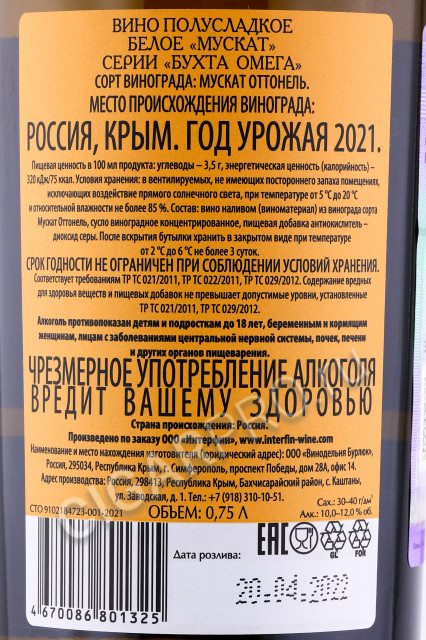 ВИНО ПОЛУСЛАДКОЕ
БЕЛОЕ «МУСКАТ»
СЕРИИ «БУХТА ОМЕГА»
СОРТ ВИНОГРАДА: МУСКАТ ОТТОНЕЛЬ.
МЕСТО ПРОИСХОЖДЕНИЯ ВИНОГРАДА:
РОССИЯ, КРЫМ. ГОД УРОЖАЯ 2021.
Пищевая ценность в 100 мл продукта: углеводы – 3,5 г, энергетическая ценность (калорийность) –
320 кДж/75 ккал. Условия хранения: в вентилируемых, не имеющих постороннего запаха помещениях,
исключающих воздействие прямого солнечного света, при температуре от 5 °С до 20 °С
и относительной влажности не более 85 %. Состав: вино наливом (виноматериал) из винограда сорта
Мускат Оттонель, сусло виноградное концентрированное, пищевая добавка антиокислитель –
диоксид серы. После вскрытия бутылки хранить в закрытом виде при температуре
от 2 °С до 6 °С не более 3 суток.
СРОК ГОДНОСТИ НЕ ОГРАНИЧЕН ПРИ СОБЛЮДЕНИИ УСЛОВИЙ ХРАНЕНИЯ.
Соответствует требованиям ТР ТС 021/2011, ТР ТС 022/2011, ТР ТС 029/2012. Содержание вредных
для здоровья веществ и пищевых добавок не превышает допустимые уровни, установленные
ТР ТС 021/2011, ТР ТС 029/2012.
Алкоголь противопоказан детям и подросткам до 18 лет, беременным и кормящим
женщинам, лицам с заболеваниями центральной нервной системы, почек, печени
и других органов пищеварения.
ЧРЕЗМЕРНОЕ УПОТРЕБЛЕНИЕ АЛКОГОЛЯ
ВРЕДИТ ВАШЕМУ ЗДОРОВЬЮ
Страна происхождения: Россия.
Произведено по заказу ООО «Интерфин», www.interfin-wine.com
Наименование и место нахождения изготовителя (юридический адрес): ООО «Винодельня Бурлюк»,
Россия, 295034, Республика Крым, г. Симферополь, проспект Победы, дом 28А, офис 14.
Адрес производства: Россия, 298413, Республика Крым, Бахчисарайский район, с. Каштаны,
ул. Заводская, д. 1. Тел.: +7 (918) 310-10-51.
СТО 9102184723-001-2021
ОБЪЕМ: 0,75 Л
Сах.: 30-40 г/дм³
Алк.: 10,0-12,0 % об.
Дата розлива:
EAC
GL
FOR
20-04-2022
4 670086 801325